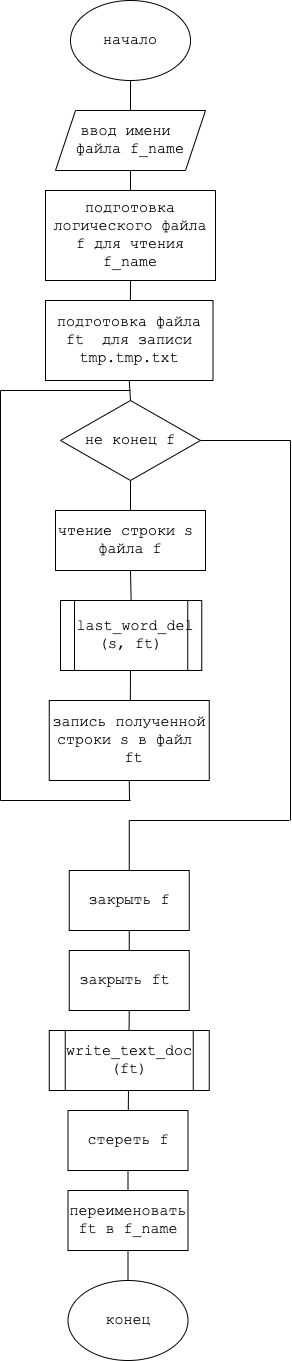 начало
ввод имени
файла f_name
подготовка
логического файла
f для чтения
f_name
подготовка файла
ft для записи
tmp.tmp.txt
не конец f
чтение строки s
файла f
last_word_del
(s, ft)
запись полученной
строки s в файл
ft
закрыть f
закрыть ft
write_text_doc
(ft)
стереть f
переименовать
ft в f_name
конец